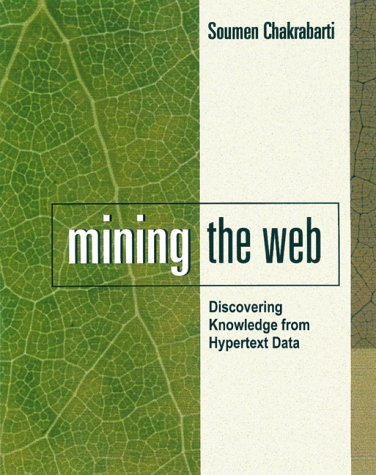 Soumen Chakrabarti
mining the web
Discovering
Knowledge from
Hypertext Data